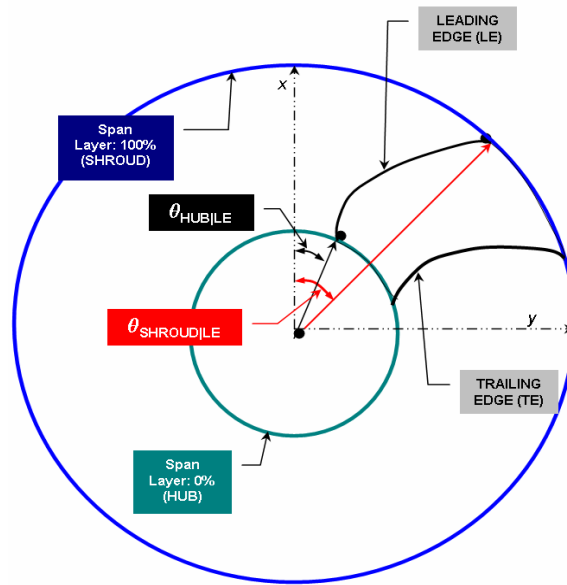 LEADING
EDGE (LE)
x
Span
Layer: 100%
(SHROUD)
θHUB|LE
θSHROUD|LE
y
TRAILING
EDGE (TE)
Span
Layer: 0%
(HUB)